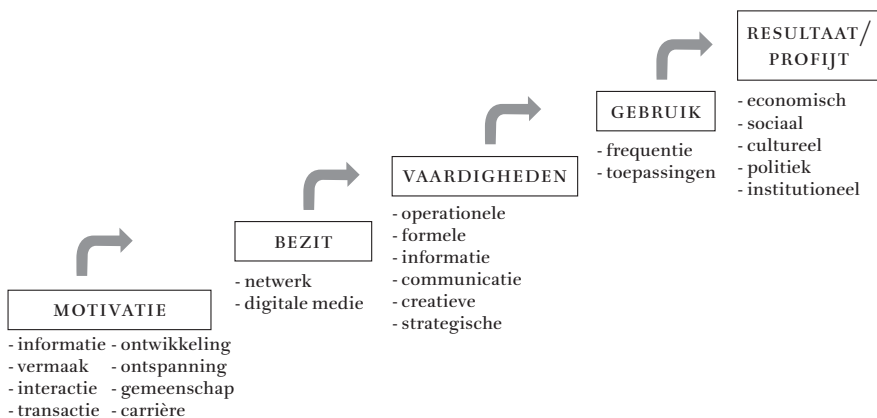 MOTIVATIE
- informatie - ontwikkeling
- vermaak - ontspanning
- interactie - gemeenschap
- transactie - carrière
BEZIT
- netwerk
- digitale medie
VAARDIGHEDEN
- operationele
- formele
- informatie
- communicatie
- creatieve
- strategische
GEBRUIK
- frequentie
- toepassingen
RESULTAAT/
PROFIJT
- economisch
- sociaal
- cultureel
- politiek
- institutioneel